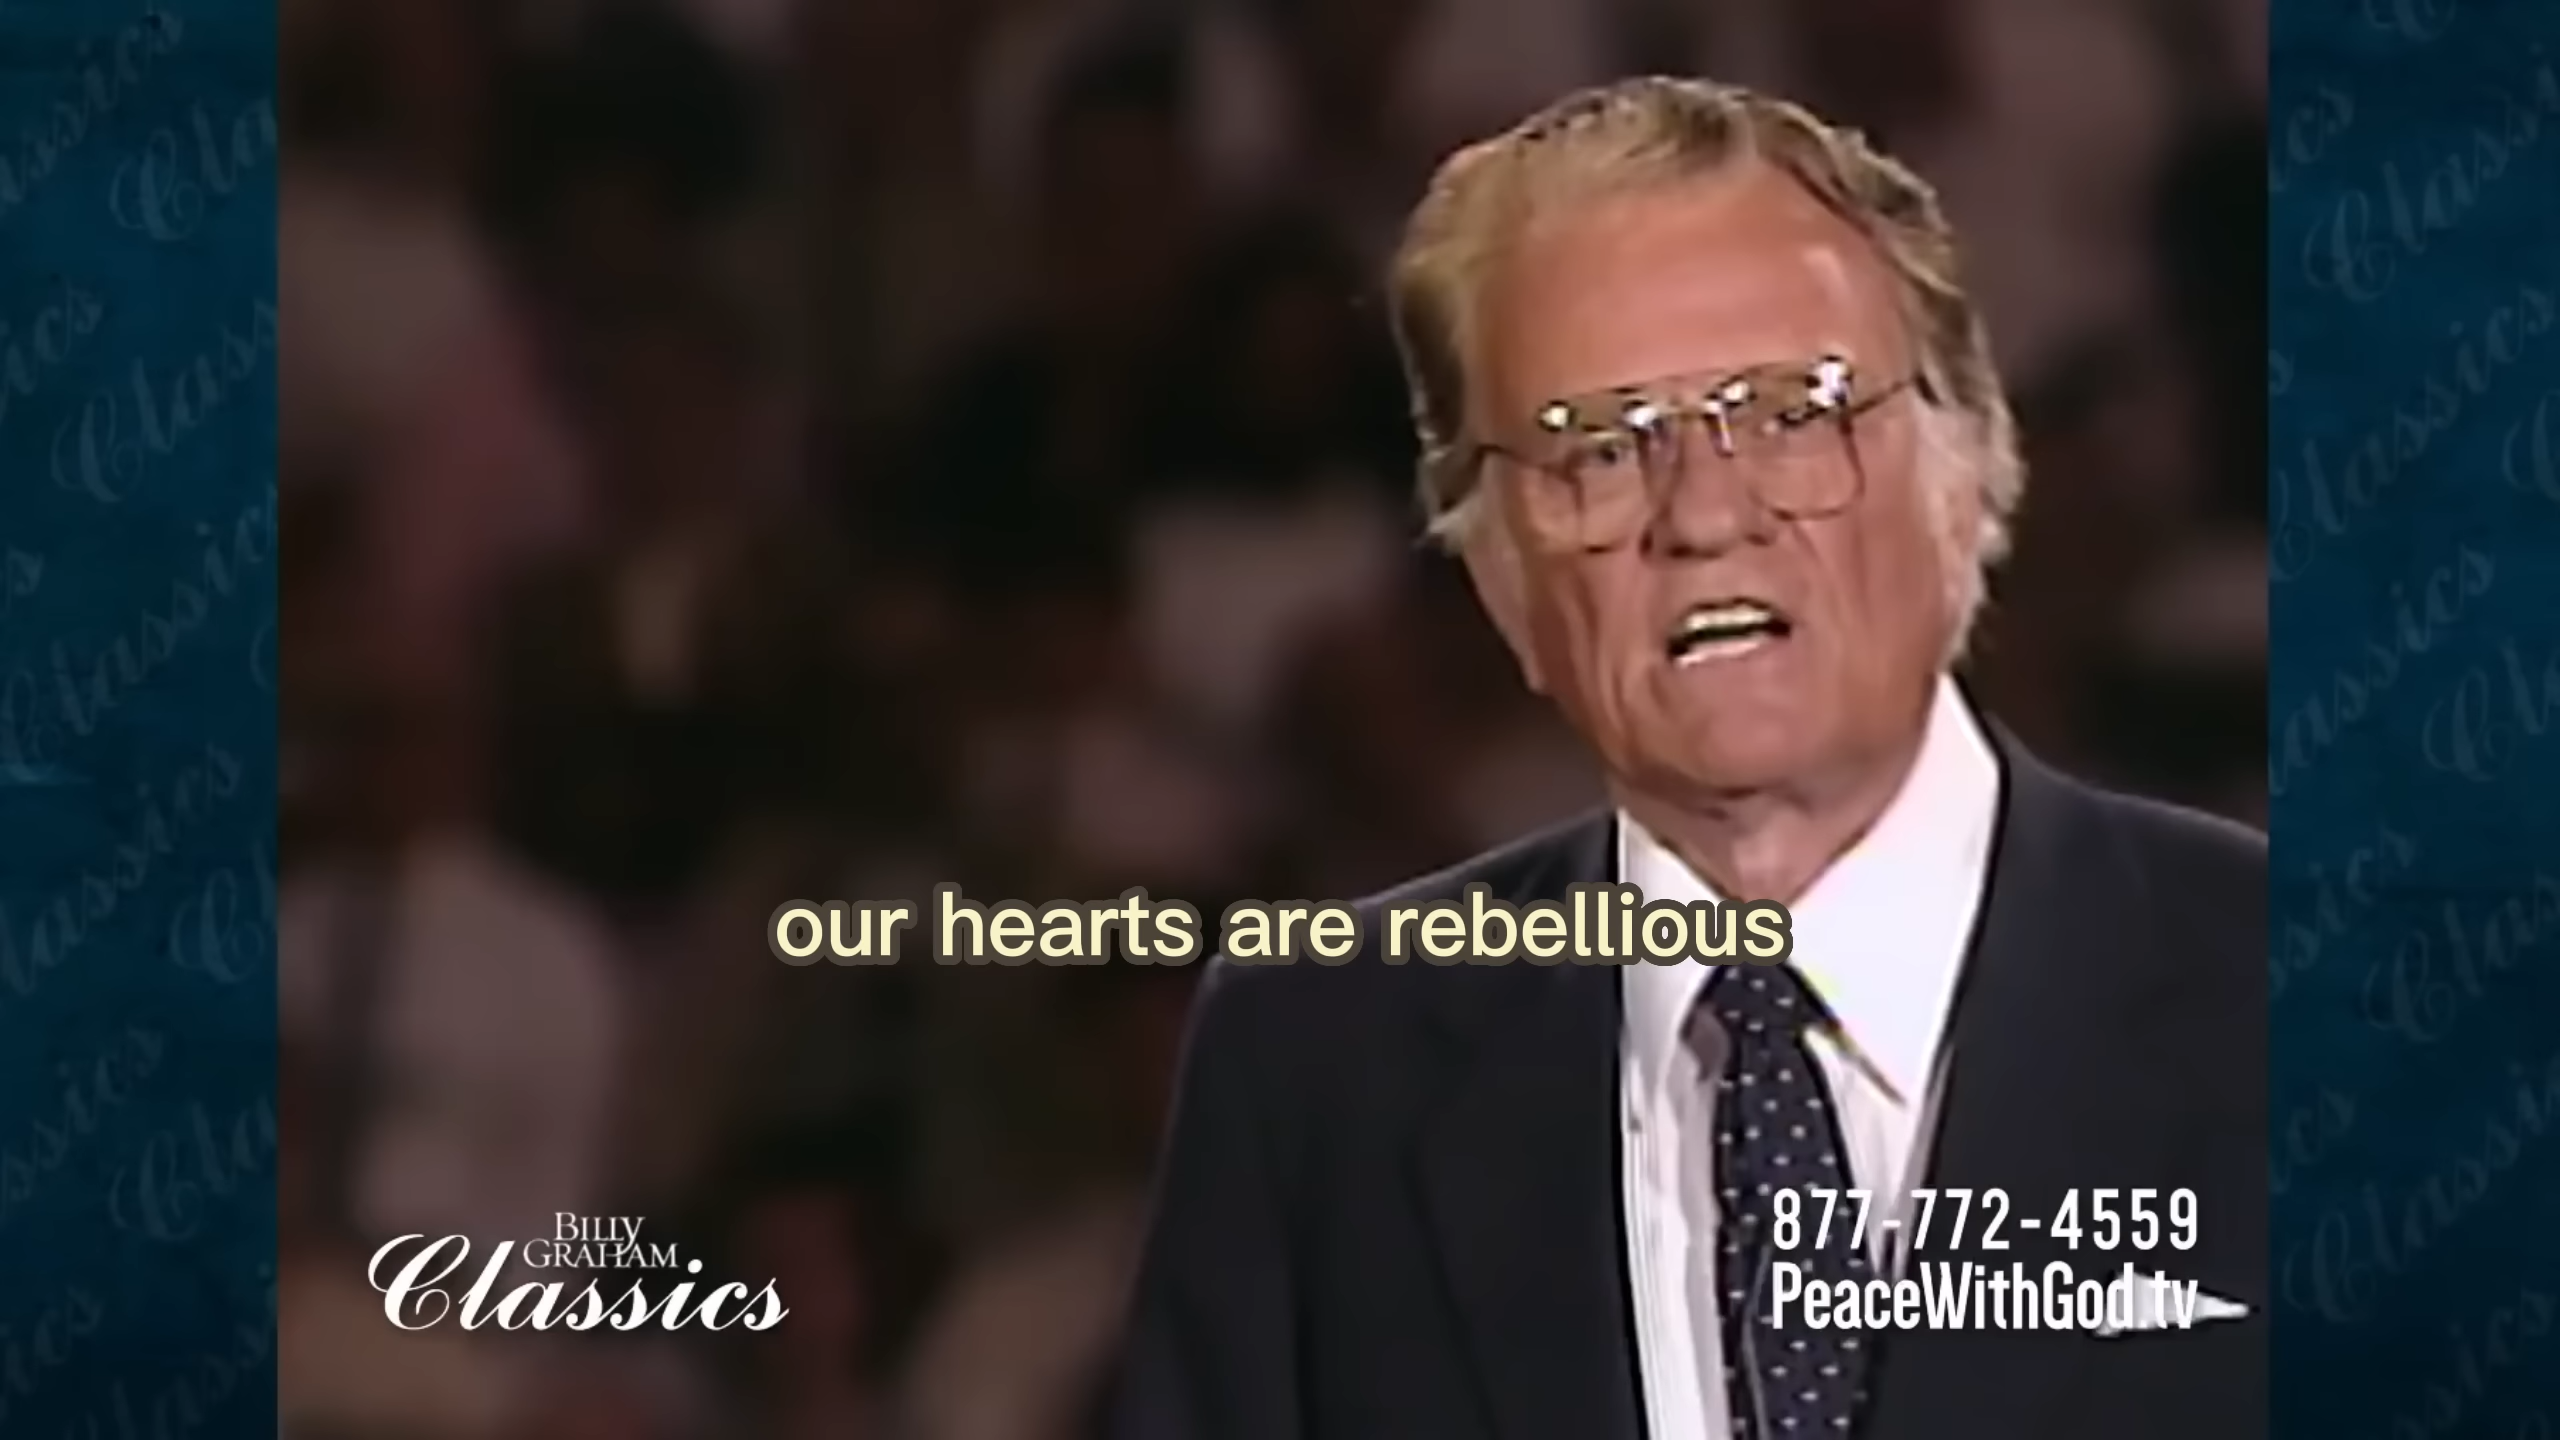 our hearts are rebellious
BILLY
GRAHAM
Classics
877-772-4559
PeaceWithGod.tv